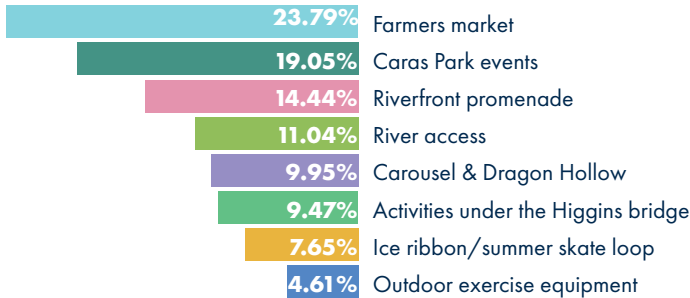 23.79% Farmers market
19.05% Caras Park events
14.44% Riverfront promenade
11.04% River access
9.95% Carousel & Dragon Hollow
9.47% Activities under the Higgins bridge
7.65% Ice ribbon/summer skate loop
4.61% Outdoor exercise equipment